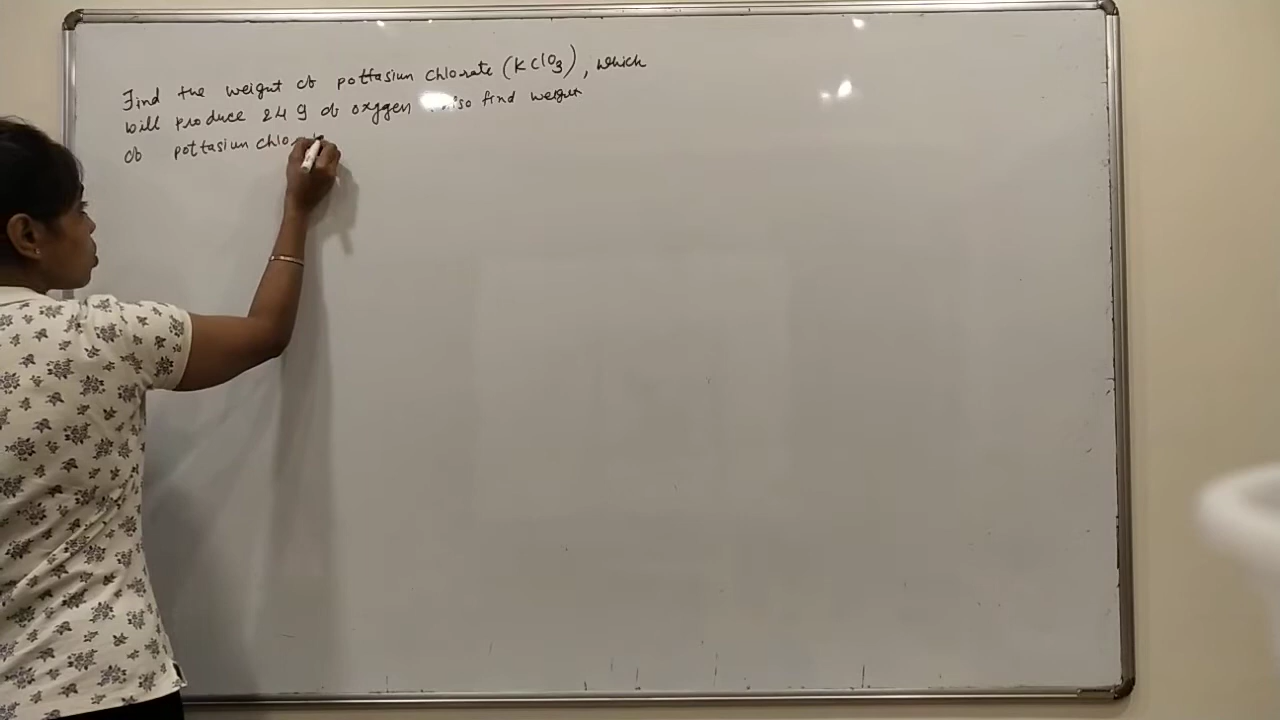 Find the weight of pottasium chlorate (KClO3), which
will produce 24 g of oxygen. also find weight
of pottasium chlo